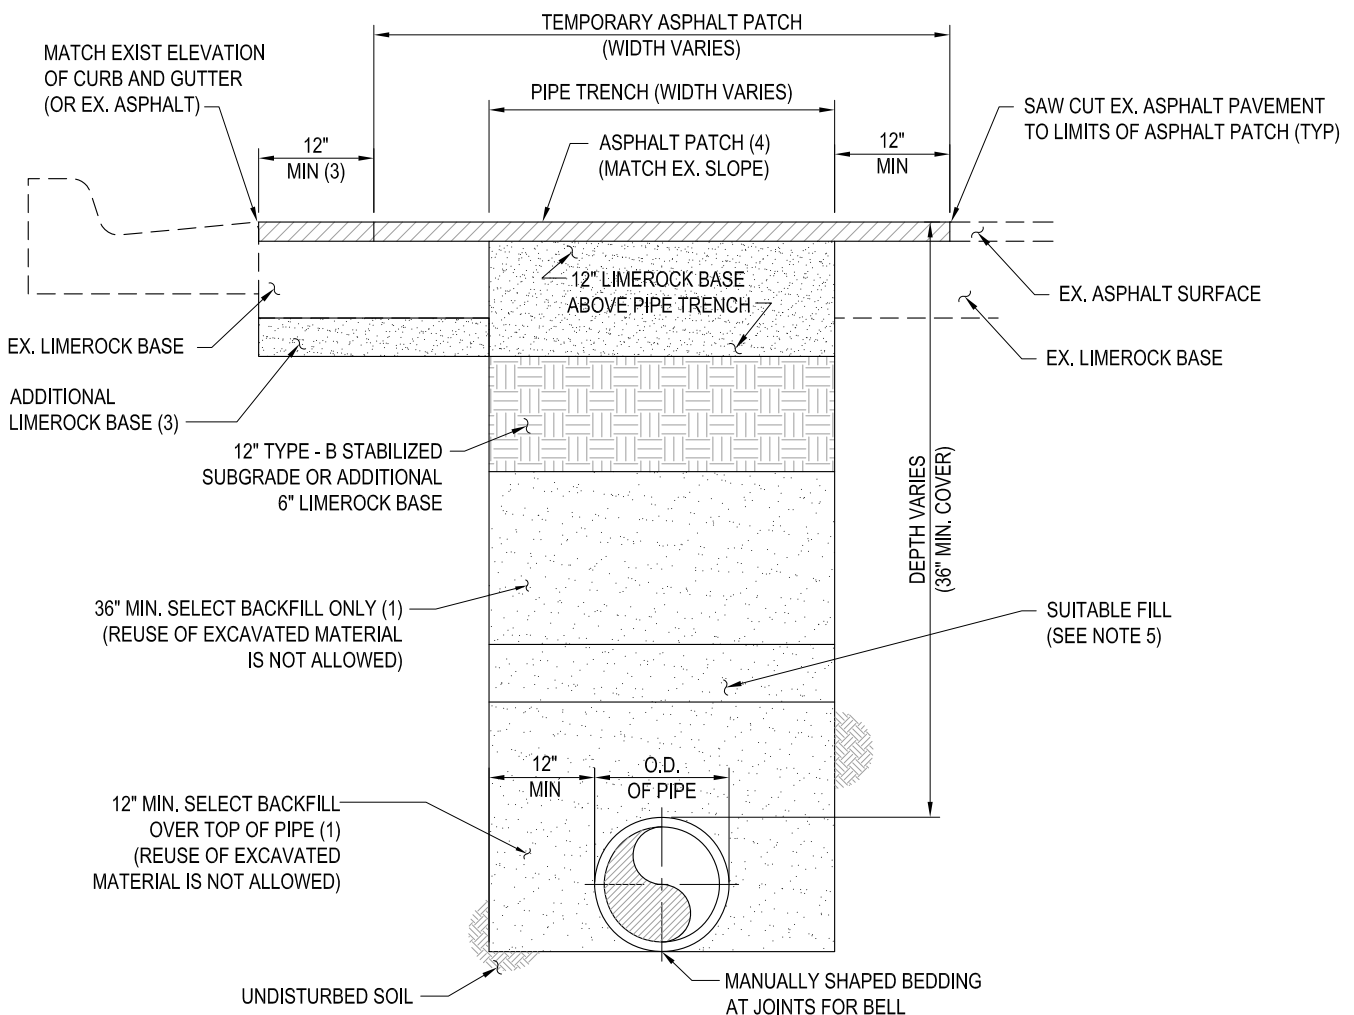 TEMPORARY ASPHALT PATCH
(WIDTH VARIES)
MATCH EXIST ELEVATION
OF CURB AND GUTTER
(OR EX. ASPHALT)
PIPE TRENCH (WIDTH VARIES)
SAW CUT EX. ASPHALT PAVEMENT
TO LIMITS OF ASPHALT PATCH (TYP)
12"
MIN (3)
ASPHALT PATCH (4)
(MATCH EX. SLOPE)
12"
MIN
12" LIMEROCK BASE
ABOVE PIPE TRENCH
EX. ASPHALT SURFACE
EX. LIMEROCK BASE
EX. LIMEROCK BASE
ADDITIONAL
LIMEROCK BASE (3)
12" TYPE - B STABILIZED
SUBGRADE OR ADDITIONAL
6" LIMEROCK BASE
DEPTH VARIES
(36" MIN. COVER)
36" MIN. SELECT BACKFILL ONLY (1)
(REUSE OF EXCAVATED MATERIAL
IS NOT ALLOWED)
SUITABLE FILL
(SEE NOTE 5)
12"
MIN
O.D.
OF PIPE
12" MIN. SELECT BACKFILL
OVER TOP OF PIPE (1)
(REUSE OF EXCAVATED
MATERIAL IS NOT ALLOWED)
UNDISTURBED SOIL
MANUALLY SHAPED BEDDING
AT JOINTS FOR BELL